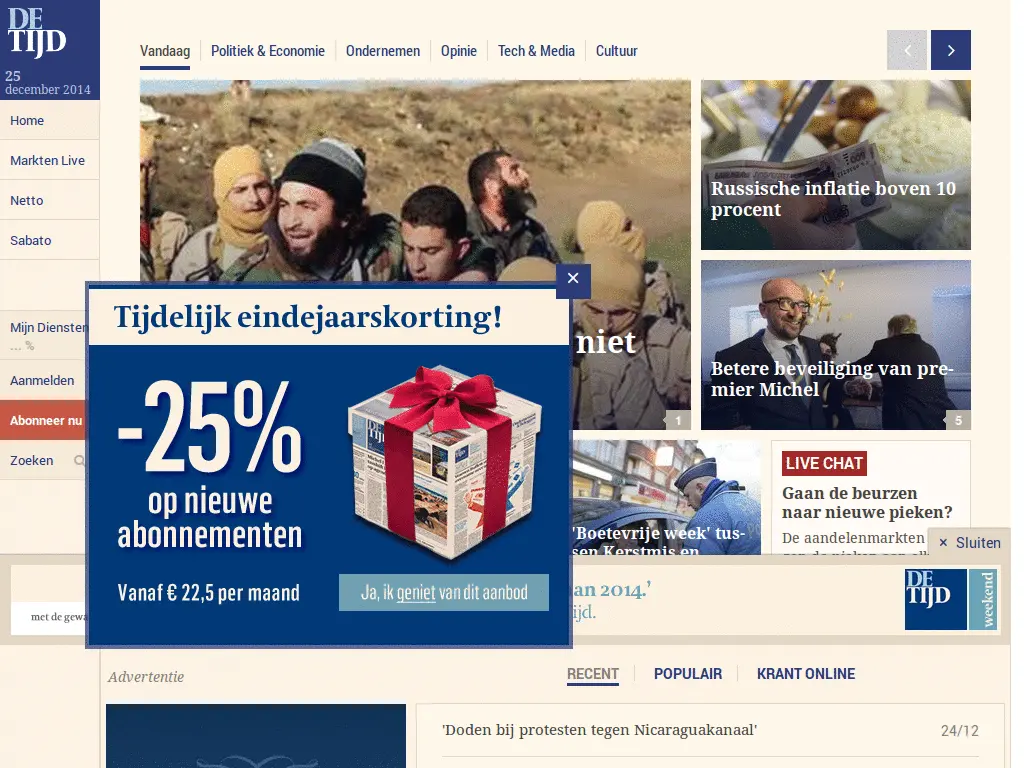 DE
TIJD
25
december 2014
Home
Markten Live
Netto
Sabato
Mijn Diensten
...
Aanmelden
Abonneer nu
Zoeken
Vandaag
Politiek & Economie
Ondernemen
Opinie
Tech & Media
Cultuur
niet
1
Russische inflatie boven 10
procent
Betere beveiliging van pre-
mier Michel
5
'Boetevrije week' tus-
sen Kerstmis en
LIVE CHAT
Gaan de beurzen
naar nieuwe pieken?
De aandelenmarkten
× Sluiten
×
Tijdelijk eindejaarskorting!
-25%
op nieuwe
abonnementen
Vanaf € 22,5 per maand
Ja, ik geniet van dit aanbod
met de gewa
an 2014.’
ijd.
DE
TIJD
weekend
Advertentie
RECENT
POPULAIR
KRANT ONLINE
'Doden bij protesten tegen Nicaraguakanaal'
24/12